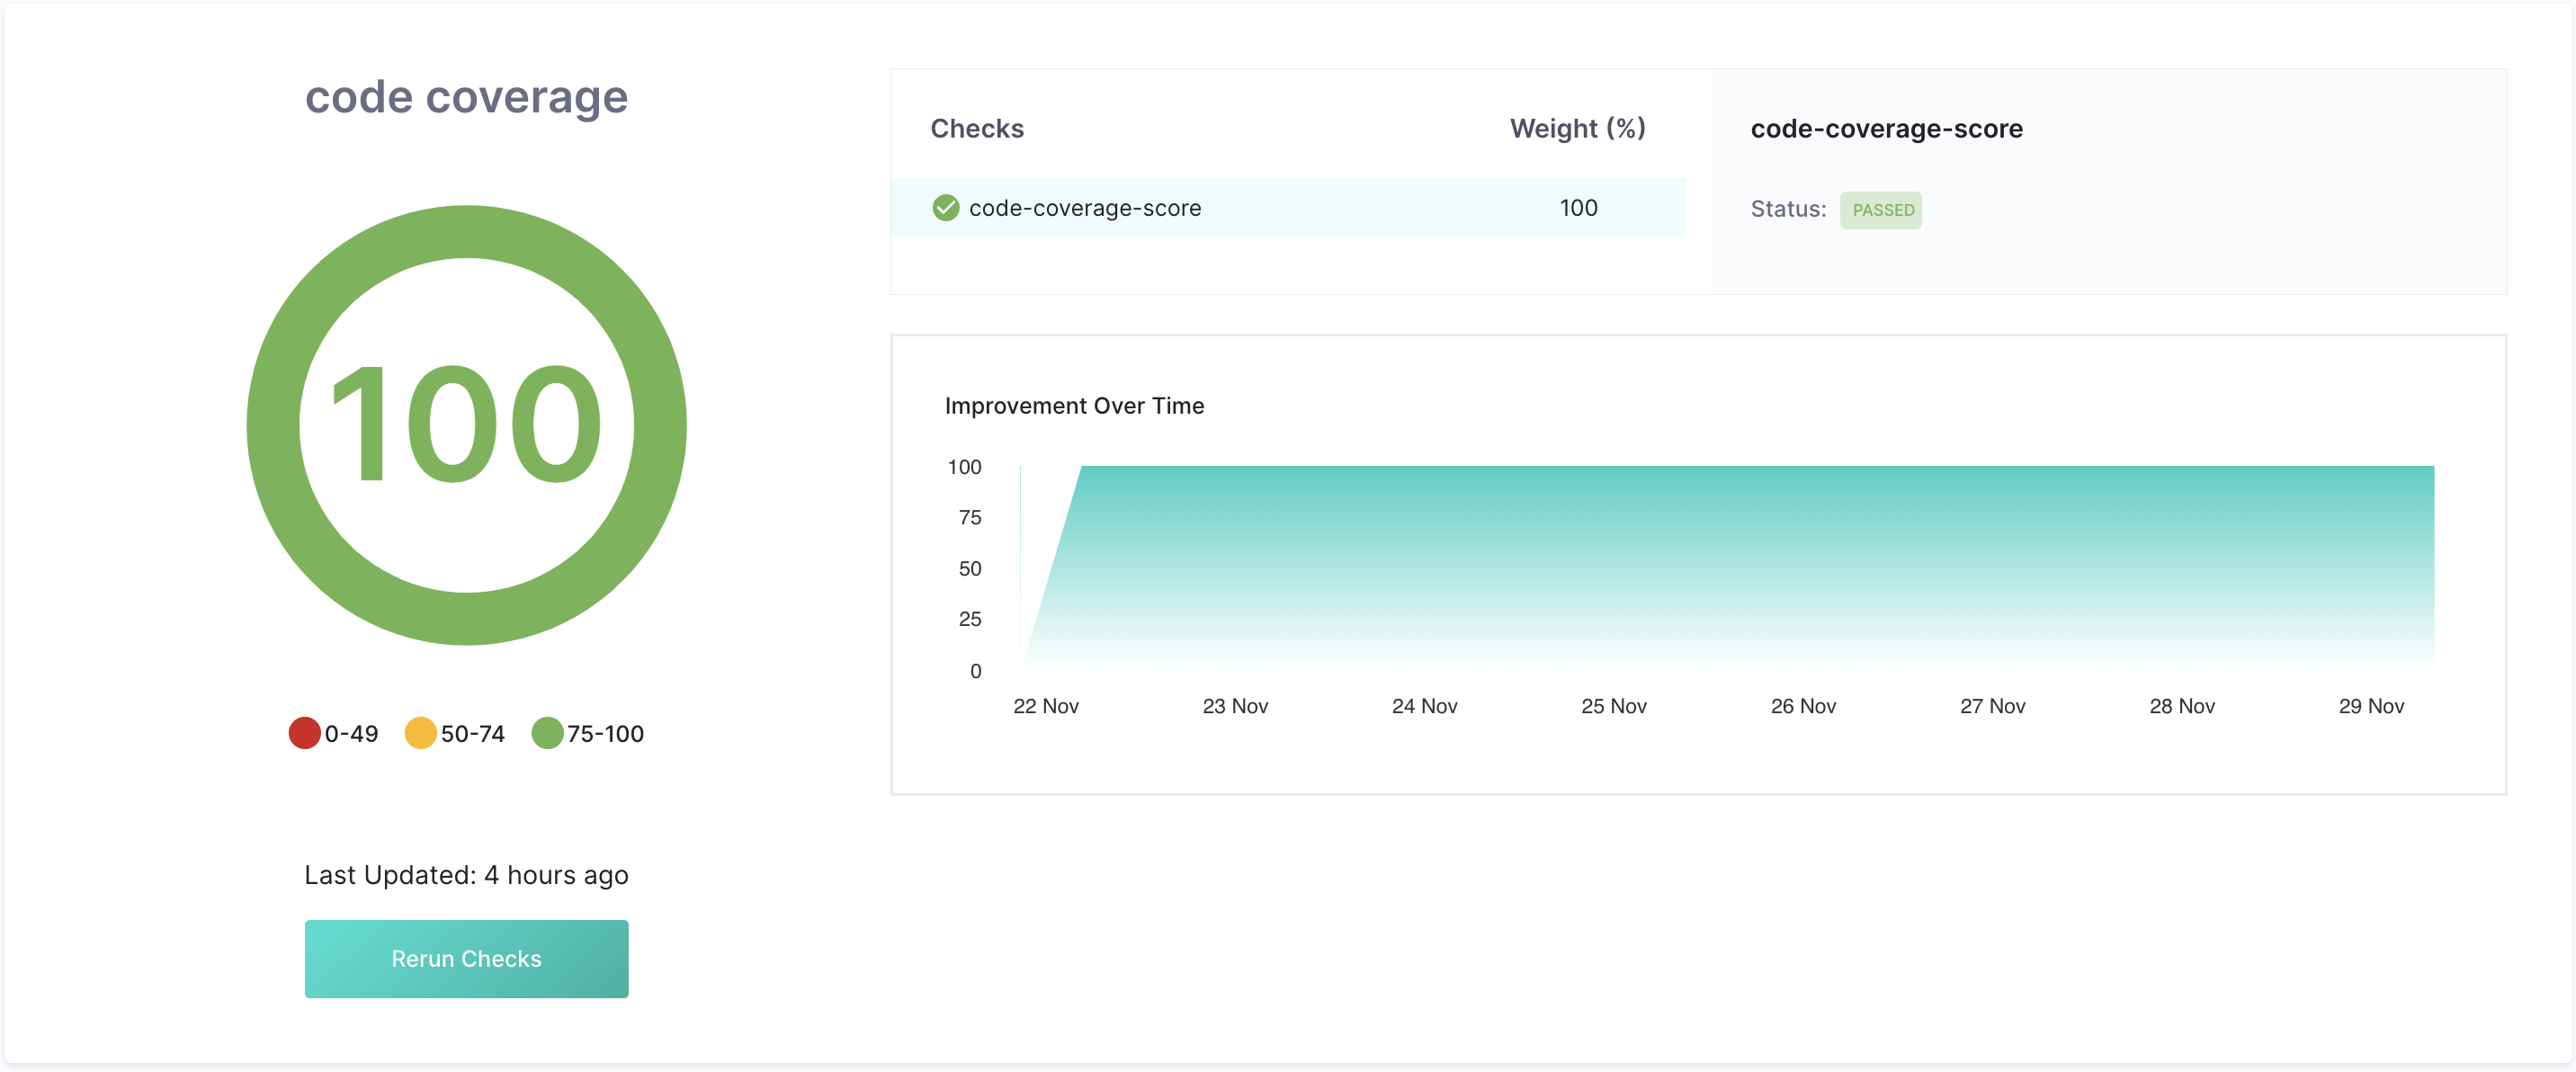 code coverage
100
0-49 50-74 75-100
Last Updated: 4 hours ago
Rerun Checks
Checks Weight (%)
code-coverage-score 100
code-coverage-score
Status: PASSED
Improvement Over Time
100
75
50
25
0
22 Nov 23 Nov 24 Nov 25 Nov 26 Nov 27 Nov 28 Nov 29 Nov